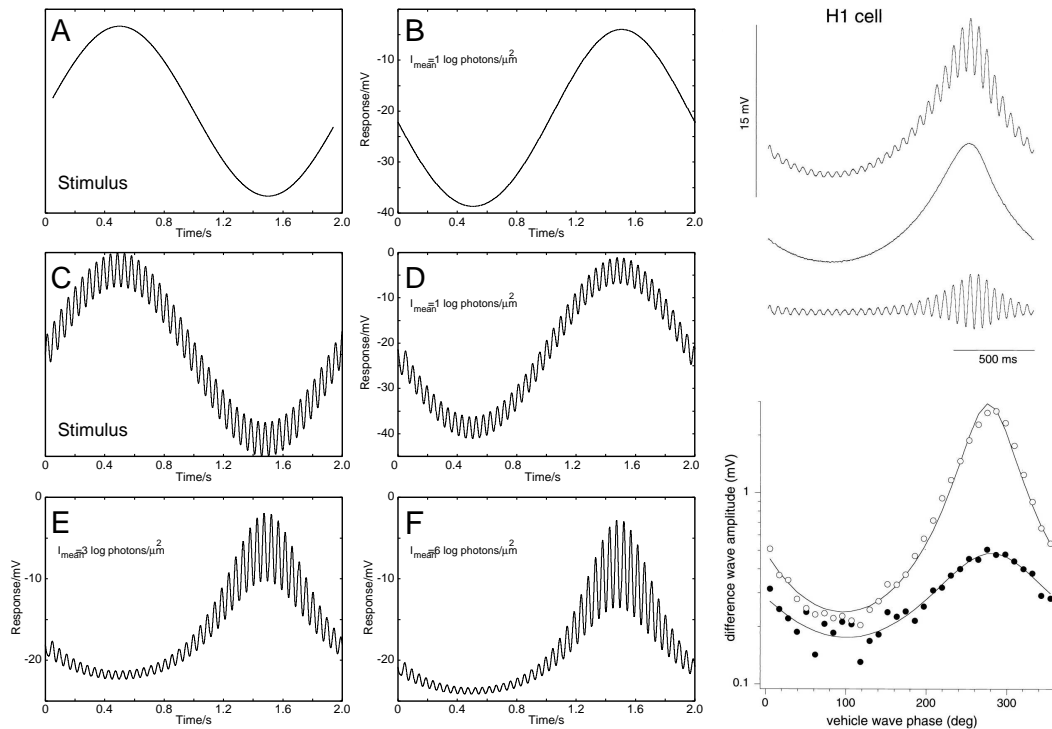 A
Stimulus
0
0.4
0.8
1.2
1.6
2.0
Time/s
B
I_mean=1 log photons/μm^2
-10
-20
-30
-40
Response/mV
0
0.4
0.8
1.2
1.6
2.0
Time/s
C
Stimulus
0
0.4
0.8
1.2
1.6
2.0
Time/s
D
I_mean=1 log photons/μm^2
0
-10
-20
-30
-40
Response/mV
0
0.4
0.8
1.2
1.6
2.0
Time/s
E
I_mean=3 log photons/μm^2
0
-10
-20
Response/mV
0
0.4
0.8
1.2
1.6
2.0
Time/s
F
I_mean=6 log photons/μm^2
0
-10
-20
Response/mV
0
0.4
0.8
1.2
1.6
2.0
Time/s
H1 cell
15 mV
500 ms
difference wave amplitude (mV)
1
0.1
0
100
200
300
vehicle wave phase (deg)